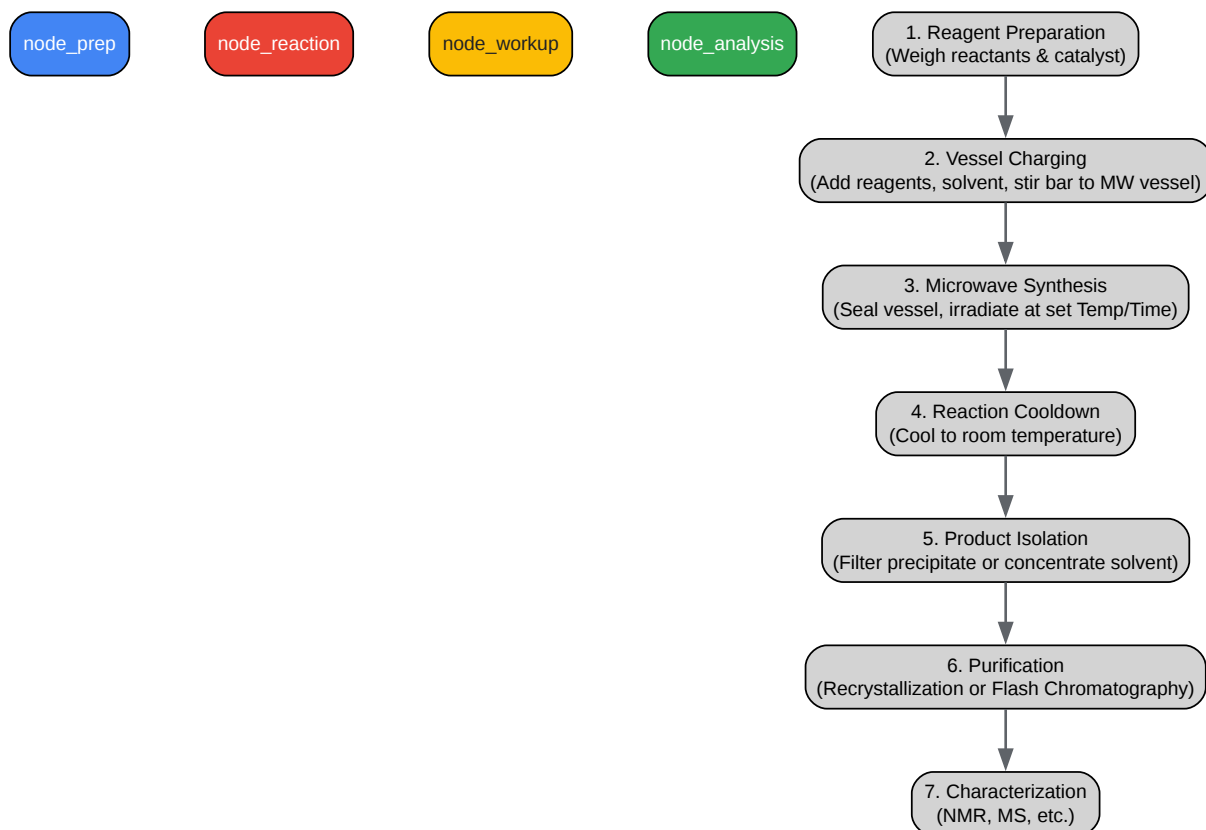 node_prep
node_reaction
node_workup
node_analysis
1. Reagent Preparation
(Weigh reactants & catalyst)
2. Vessel Charging
(Add reagents, solvent, stir bar to MW vessel)
3. Microwave Synthesis
(Seal vessel, irradiate at set Temp/Time)
4. Reaction Cooldown
(Cool to room temperature)
5. Product Isolation
(Filter precipitate or concentrate solvent)
6. Purification
(Recrystallization or Flash Chromatography)
7. Characterization
(NMR, MS, etc.)